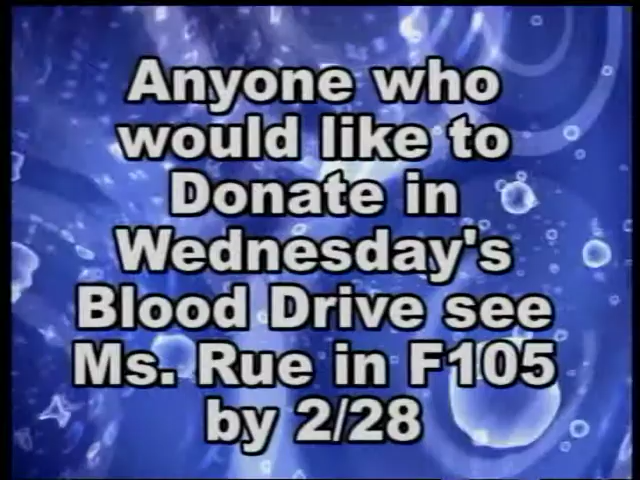 Anyone who
would like to
Donate in
Wednesday's
Blood Drive see
Ms. Rue in F105
by 2/28